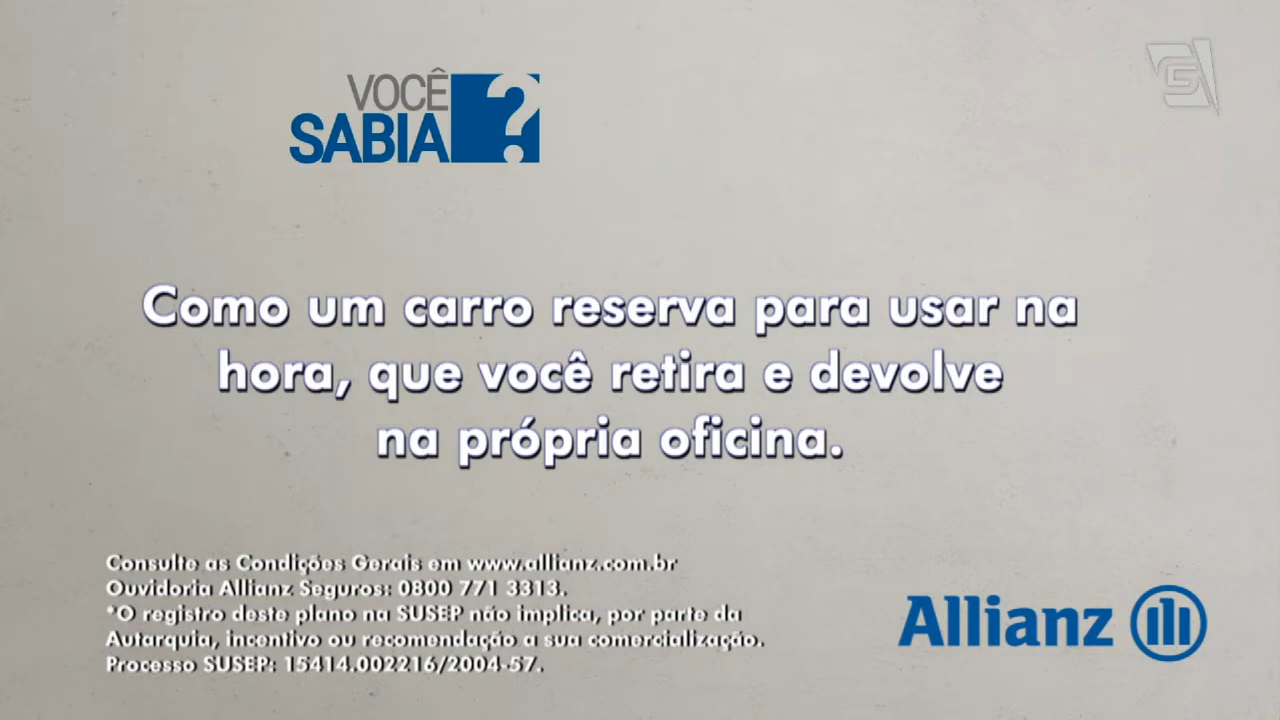 VOCÊ
SABIA?
Como um carro reserva para usar na
hora, que você retira e devolve
na própria oficina.
Consulte as Condições Gerais em www.allianz.com.br
Ouvidoria Allianz Seguros: 0800 771 3313.
*O registro deste plano na SUSEP não implica, por parte da
Autarquia, incentivo ou recomendação a sua comercialização.
Processo SUSEP: 15414.002216/2004-57.
Allianz